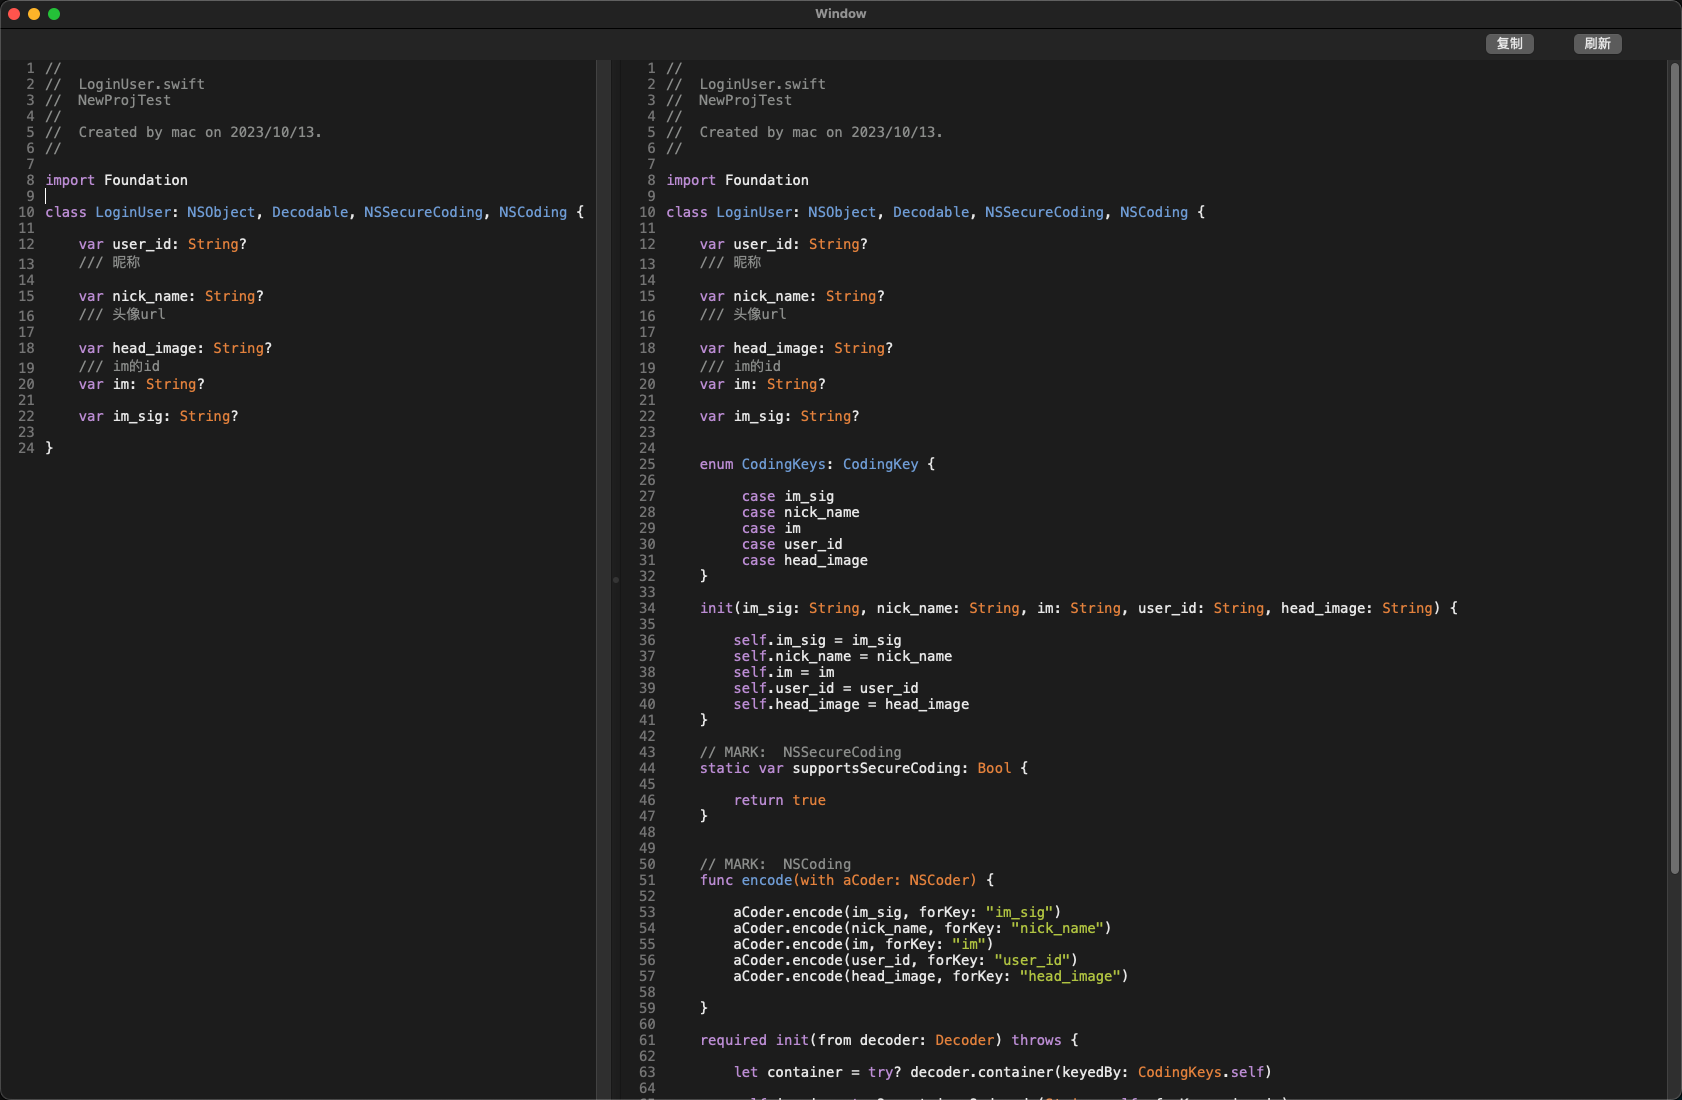 Window
复制
刷新
1 //
2 //  LoginUser.swift
3 //  NewProjTest
4 //
5 //  Created by mac on 2023/10/13.
6 //
7
8 import Foundation
9
10 class LoginUser: NSObject, Decodable, NSSecureCoding, NSCoding {
11
12     var user_id: String?
13     /// 昵称
14
15     var nick_name: String?
16     /// 头像url
17
18     var head_image: String?
19     /// im的id
20     var im: String?
21
22     var im_sig: String?
23
24 }
1 //
2 //  LoginUser.swift
3 //  NewProjTest
4 //
5 //  Created by mac on 2023/10/13.
6 //
7
8 import Foundation
9
10 class LoginUser: NSObject, Decodable, NSSecureCoding, NSCoding {
11
12     var user_id: String?
13     /// 昵称
14
15     var nick_name: String?
16     /// 头像url
17
18     var head_image: String?
19     /// im的id
20     var im: String?
21
22     var im_sig: String?
23
24
25     enum CodingKeys: CodingKey {
26
27          case im_sig
28          case nick_name
29          case im
30          case user_id
31          case head_image
32     }
33
34     init(im_sig: String, nick_name: String, im: String, user_id: String, head_image: String) {
35
36         self.im_sig = im_sig
37         self.nick_name = nick_name
38         self.im = im
39         self.user_id = user_id
40         self.head_image = head_image
41     }
42
43     // MARK:  NSSecureCoding
44     static var supportsSecureCoding: Bool {
45
46         return true
47     }
48
49
50     // MARK:  NSCoding
51     func encode(with aCoder: NSCoder) {
52
53         aCoder.encode(im_sig, forKey: "im_sig")
54         aCoder.encode(nick_name, forKey: "nick_name")
55         aCoder.encode(im, forKey: "im")
56         aCoder.encode(user_id, forKey: "user_id")
57         aCoder.encode(head_image, forKey: "head_image")
58
59     }
60
61     required init(from decoder: Decoder) throws {
62
63         let container = try? decoder.container(keyedBy: CodingKeys.self)
64